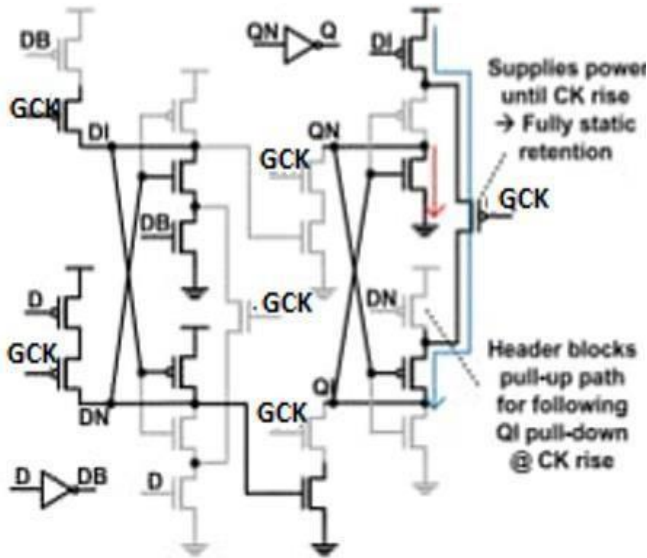 DB
QN
Q
DI
Supplies power
until CK rise
→ Fully static
retention
GCK
DI
QN
GCK
GCK
DB
GCK
D
DN
GCK
Header blocks
pull-up path
for following
QI pull-down
@ CK rise
DN
QI
GCK
D
DB
D